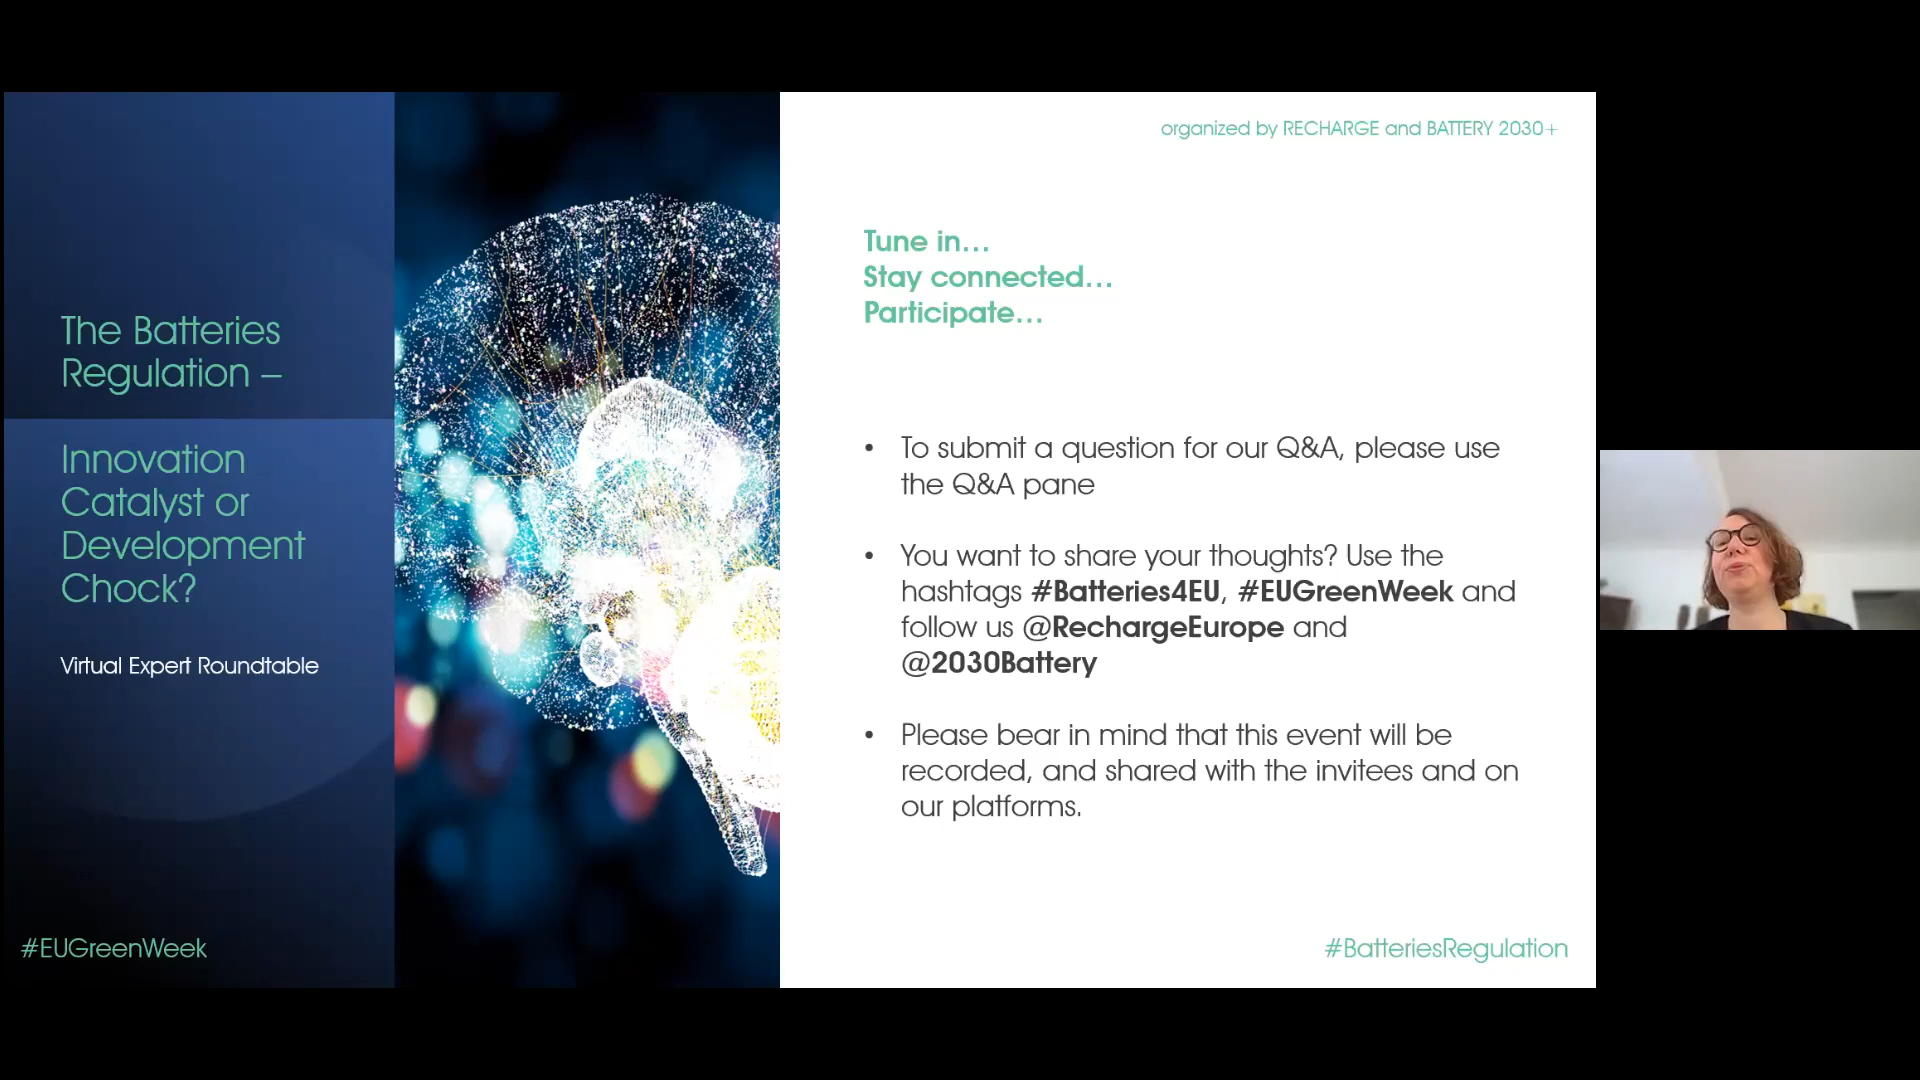 The Batteries
Regulation –
Innovation
Catalyst or
Development
Chock?
Virtual Expert Roundtable
#EUGreenWeek
organized by RECHARGE and BATTERY 2030+
Tune in...
Stay connected...
Participate...
• To submit a question for our Q&A, please use
the Q&A pane
• You want to share your thoughts? Use the
hashtags #Batteries4EU, #EUGreenWeek and
follow us @RechargeEurope and
@2030Battery
• Please bear in mind that this event will be
recorded, and shared with the invitees and on
our platforms.
#BatteriesRegulation